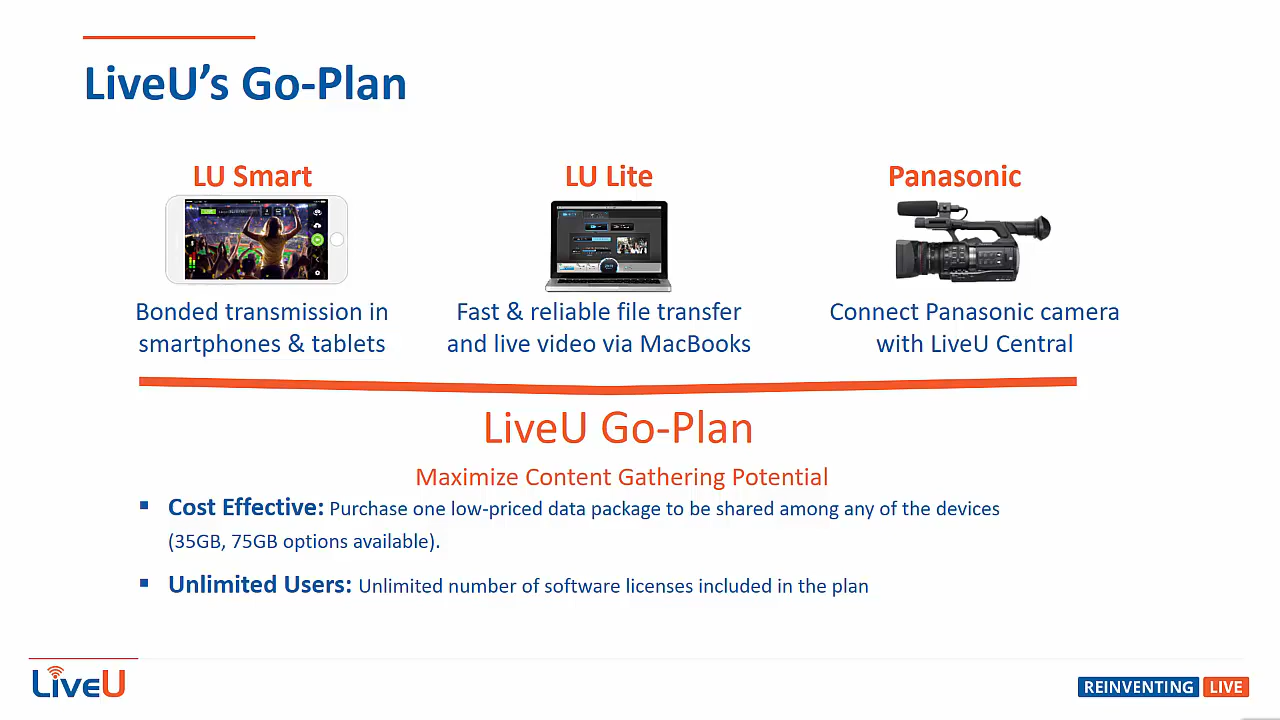 LiveU's Go-Plan
LU Smart
LU Lite
Panasonic
Bonded transmission in
smartphones & tablets
Fast & reliable file transfer
and live video via MacBooks
Connect Panasonic camera
with LiveU Central
LiveU Go-Plan
Maximize Content Gathering Potential
▪ Cost Effective: Purchase one low-priced data package to be shared among any of the devices
(35GB, 75GB options available).
▪ Unlimited Users: Unlimited number of software licenses included in the plan
LiveU
REINVENTING LIVE